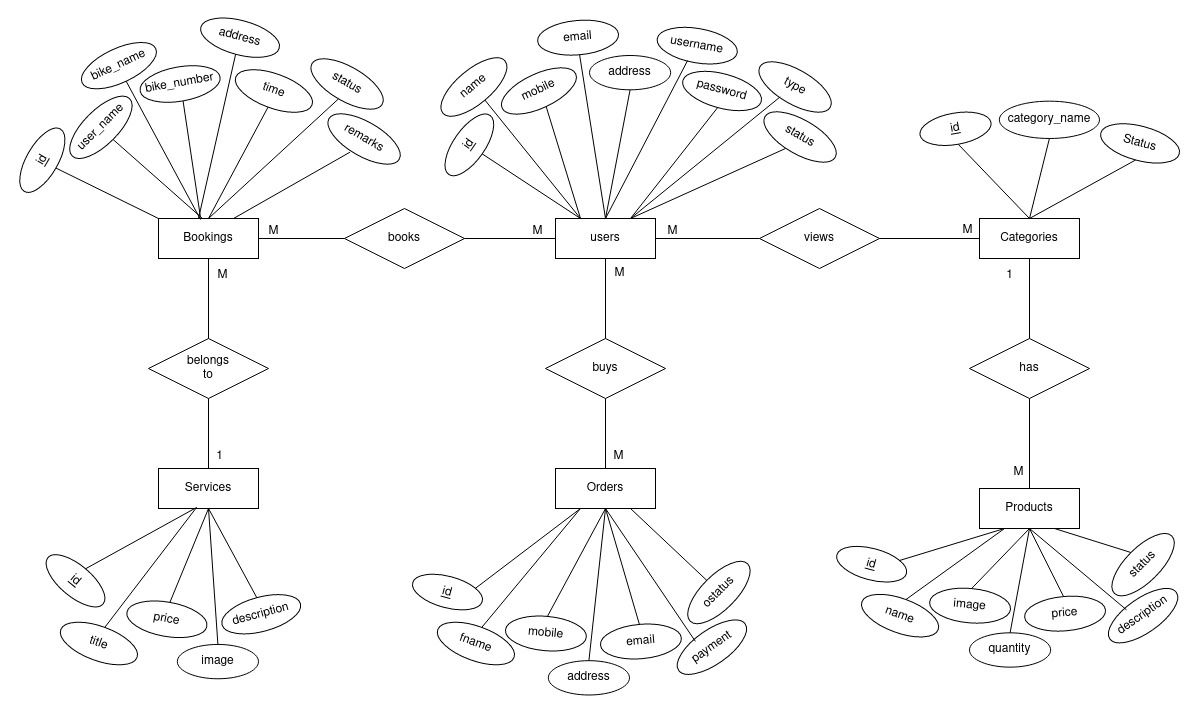 address
email
username
bike_name
bike_number
time
status
name
mobile
address
password
type
user_name
remarks
id
id
status
id
category_name
Status
Bookings
M
books
M
users
M
views
M
Categories
M
M
1
belongs
to
buys
has
1
M
M
Services
Orders
Products
id
title
price
image
description
id
fname
mobile
address
email
payment
ostatus
id
name
image
quantity
price
description
status